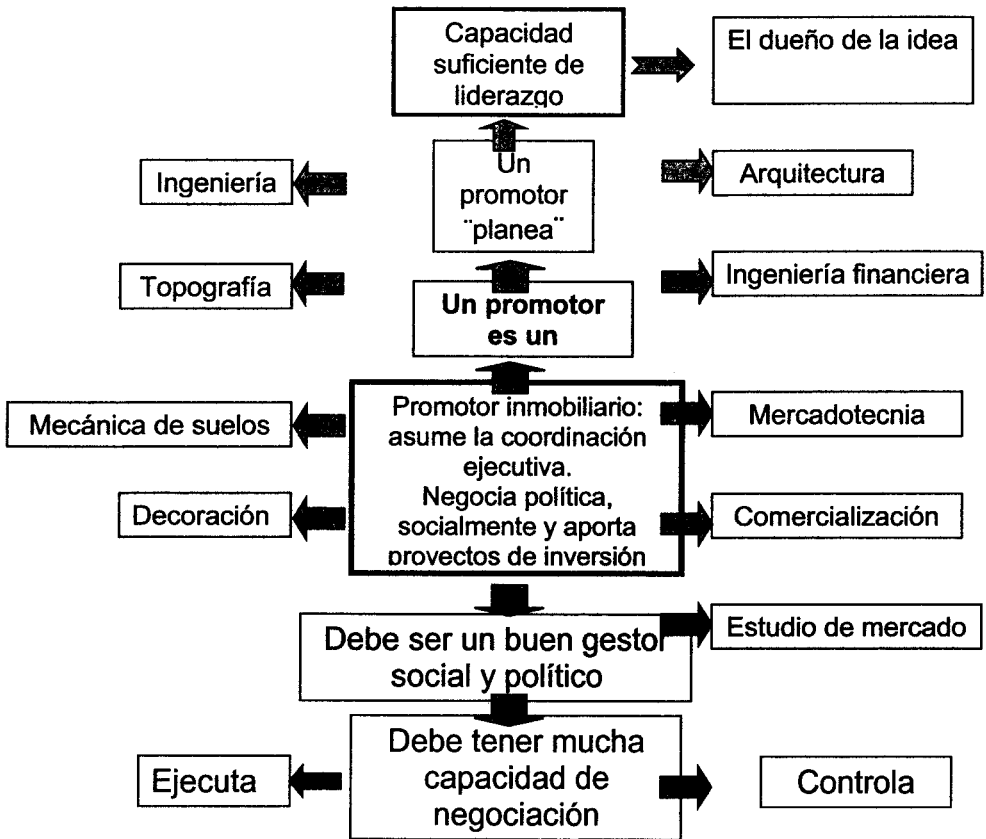 Capacidad
suficiente de
liderazgo
El dueño de la idea
Un
promotor
¨planea¨
Ingeniería
Arquitectura
Topografía
Ingeniería financiera
Un promotor
es un
Promotor inmobiliario:
asume la coordinación
ejecutiva.
Negocia política,
socialmente y aporta
proyectos de inversión
Mecánica de suelos
Mercadotecnia
Decoración
Comercialización
Debe ser un buen gestor
social y político
Estudio de mercado
Debe tener mucha
capacidad de
negociación
Ejecuta
Controla